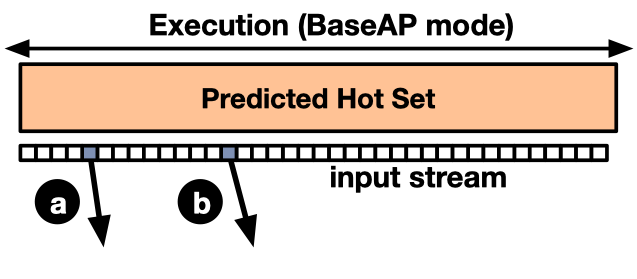 Execution (BaseAP mode)
Predicted Hot Set
input stream
a
b